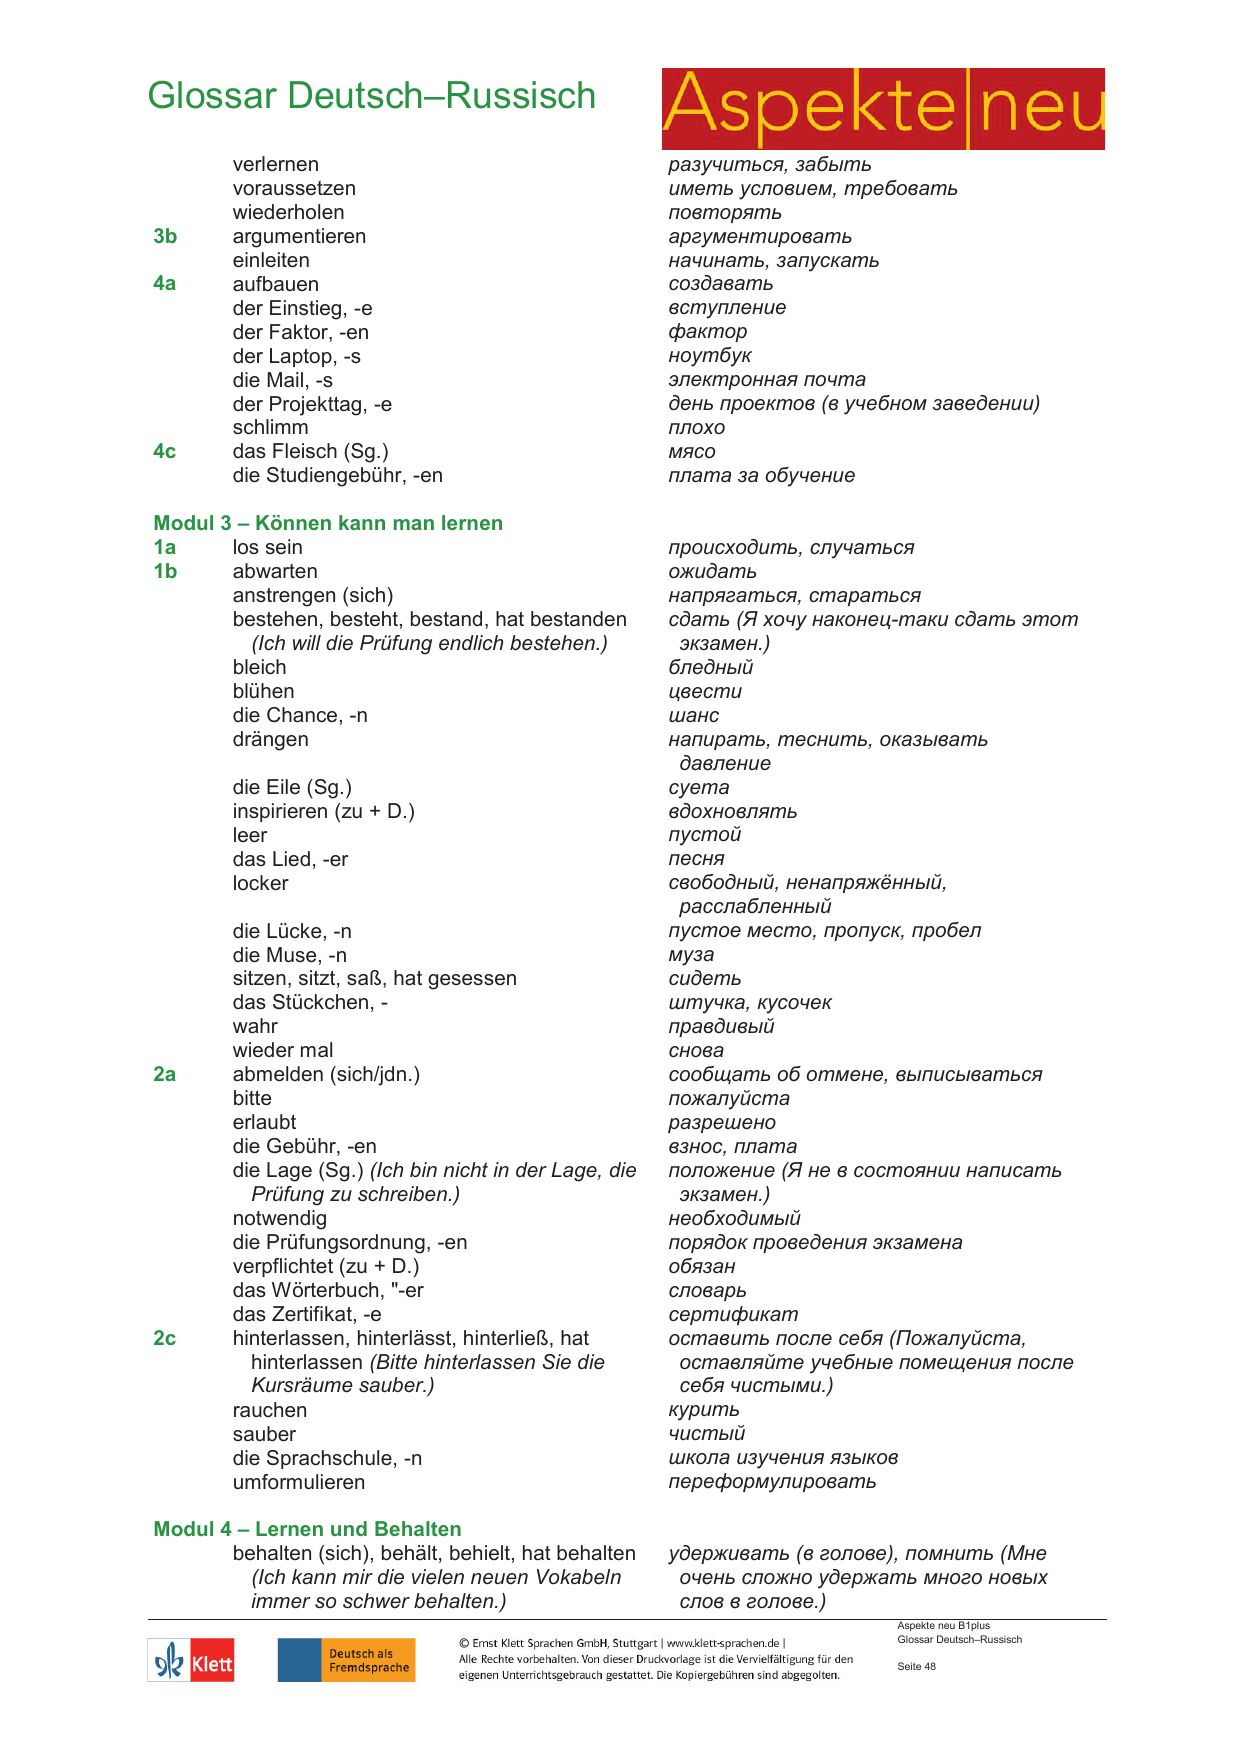 Glossar Deutsch–Russisch
Aspekte|neu
verlernen разучиться, забыть
voraussetzen иметь условием, требовать
wiederholen повторять
3b argumentieren аргументировать
einleiten начинать, запускать
4a aufbauen создавать
der Einstieg, -e вступление
der Faktor, -en фактор
der Laptop, -s ноутбук
die Mail, -s электронная почта
der Projekttag, -e день проектов (в учебном заведении)
schlimm плохо
4c das Fleisch (Sg.) мясо
die Studiengebühr, -en плата за обучение
Modul 3 – Können kann man lernen
1a los sein происходить, случаться
1b abwarten ожидать
anstrengen (sich) напрягаться, стараться
bestehen, besteht, bestand, hat bestanden сдать (Я хочу наконец-таки сдать этот
(Ich will die Prüfung endlich bestehen.) экзамен.)
bleich бледный
blühen цвести
die Chance, -n шанс
drängen напирать, теснить, оказывать
давление
die Eile (Sg.) суета
inspirieren (zu + D.) вдохновлять
leer пустой
das Lied, -er песня
locker свободный, ненапряжённый,
расслабленный
die Lücke, -n пустое место, пропуск, пробел
die Muse, -n муза
sitzen, sitzt, saß, hat gesessen сидеть
das Stückchen, - штучка, кусочек
wahr правдивый
wieder mal снова
2a abmelden (sich/jdn.) сообщать об отмене, выписываться
bitte пожалуйста
erlaubt разрешено
die Gebühr, -en взнос, плата
die Lage (Sg.) (Ich bin nicht in der Lage, die положение (Я не в состоянии написать
Prüfung zu schreiben.) экзамен.)
notwendig необходимый
die Prüfungsordnung, -en порядок проведения экзамена
verpflichtet (zu + D.) обязан
das Wörterbuch, "-er словарь
das Zertifikat, -e сертификат
2c hinterlassen, hinterlässt, hinterließ, hat оставить после себя (Пожалуйста,
hinterlassen (Bitte hinterlassen Sie die оставляйте учебные помещения после
Kursräume sauber.) себя чистыми.)
rauchen курить
sauber чистый
die Sprachschule, -n школа изучения языков
umformulieren переформулировать
Modul 4 – Lernen und Behalten
behalten (sich), behält, behielt, hat behalten удерживать (в голове), помнить (Мне
(Ich kann mir die vielen neuen Vokabeln очень сложно удержать много новых
immer so schwer behalten.) слов в голове.)
Klett
Deutsch als
Fremdsprache
© Ernst Klett Sprachen GmbH, Stuttgart | www.klett-sprachen.de |
Alle Rechte vorbehalten. Von dieser Druckvorlage ist die Vervielfältigung für den
eigenen Unterrichtsgebrauch gestattet. Die Kopiergebühren sind abgegolten.
Aspekte neu B1plus
Glossar Deutsch–Russisch
Seite 48